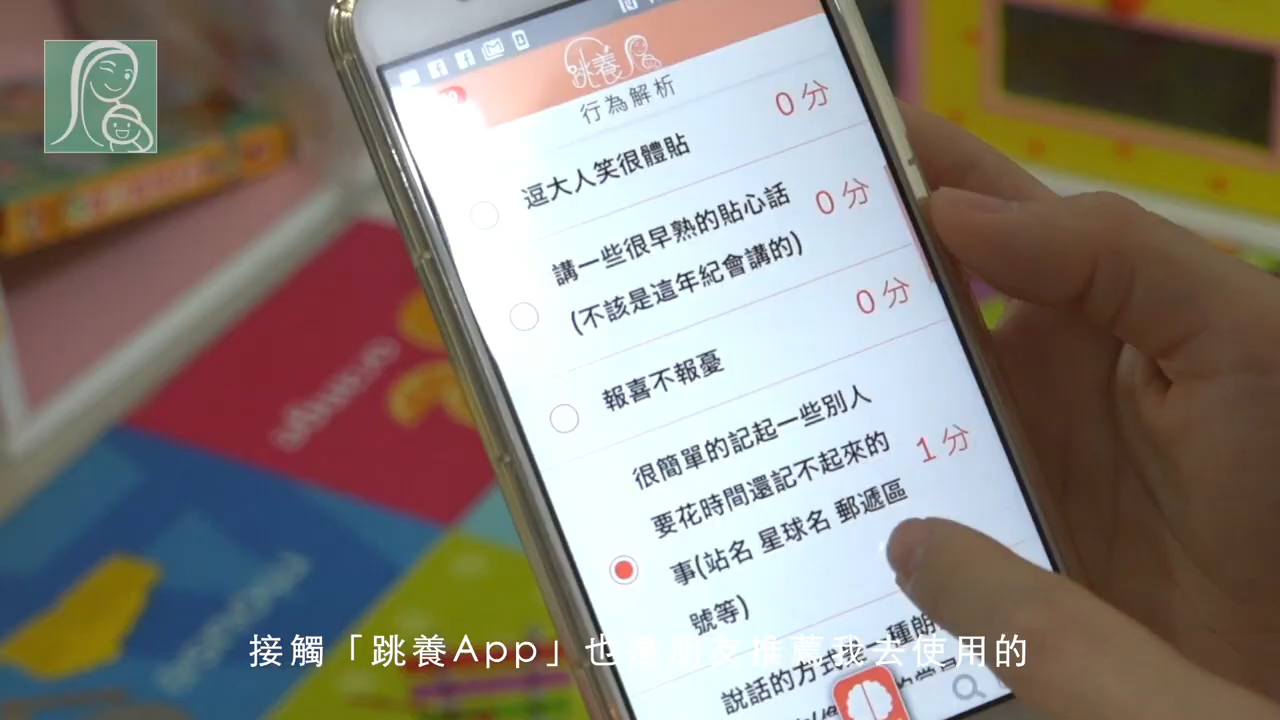 跳養
行為解析
逗大人笑很體貼
0 分
講一些很早熟的貼心話
(不該是這年紀會講的)
0 分
報喜不報憂
0 分
很簡單的記起一些別人
要花時間還記不起來的
事(站名 星球名 郵遞區
號等)
1 分
說話的方式
種朗
orange
接觸「跳養App」也是朋友推薦我去使用的